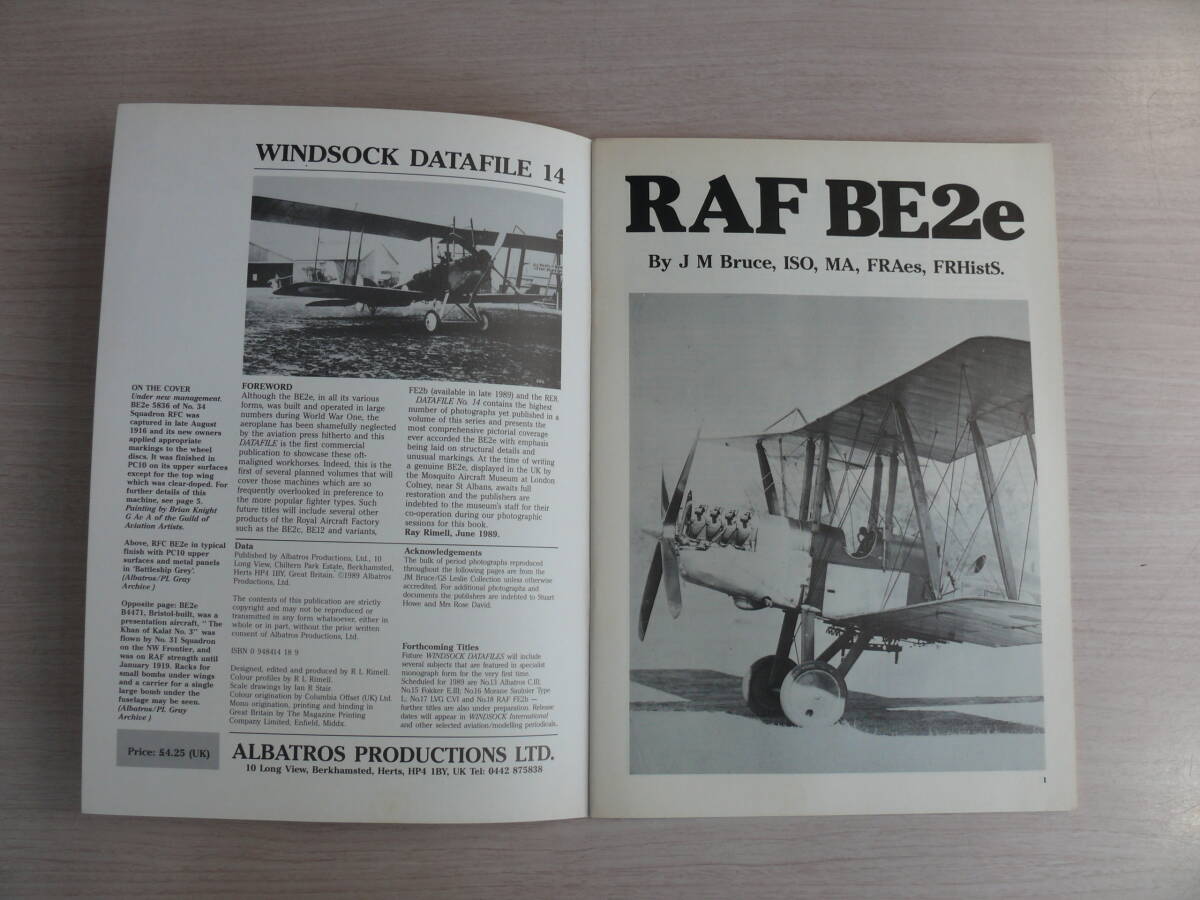 WINDSOCK DATAFILE 14
ON THE COVER
Under new management.
BE2e 5836 of No. 34
Squadron RFC was
captured in late August
1916 and its new owners
applied appropriate
markings to the wheel
discs. It was finished in
PC10 on its upper surfaces
except for the top wing
which was clear-doped. For
further details of this
machine, see page 5.
Painting by Brian Knight
G Av A of the Guild of
Aviation Artists.
Above, RFC BE2e in typical
finish with PC10 upper
surfaces and metal panels
in 'Battleship Grey'.
(Albatros/PL Gray
Archive)
Opposite page: BE2e
B4471, Bristol-built, was a
presentation aircraft, "The
Khan of Kalat No. 3" was
flown by No. 31 Squadron
on the NW Frontier, and
was on RAF strength until
January 1919. Racks for
small bombs under wings
and a carrier for a single
large bomb under the
fuselage may be seen.
(Albatros/PL Gray
Archive)
Price: £4.25 (UK)
FOREWORD
Although the BE2e, in all its various
forms, was built and operated in large
numbers during World War One, the
aeroplane has been shamefully neglected
by the aviation press hitherto and this
DATAFILE is the first commercial
publication to showcase these oft-
maligned workhorses. Indeed, this is the
first of several planned volumes that will
cover those machines which are so
frequently overlooked in preference to
the more popular fighter types. Such
future titles will include several other
products of the Royal Aircraft Factory
such as the BE2c, BE12 and variants,
FE2b (available in late 1989) and the RE8.
DATAFILE No. 14 contains the highest
number of photographs yet published in a
volume of this series and presents the
most comprehensive pictorial coverage
ever accorded the BE2e with emphasis
being laid on structural details and
unusual markings. At the time of writing
a genuine BE2e, displayed in the UK by
the Mosquito Aircraft Museum at London
Colney, near St Albans, awaits full
restoration and the publishers are
indebted to the museum's staff for their
co-operation during our photographic
sessions for this book.
Ray Rimell, June 1989.
Data
Published by Albatros Productions, Ltd., 10
Long View, Chiltern Park Estate, Berkhamsted,
Herts HP4 1BY, Great Britain. ©1989 Albatros
Productions, Ltd.
The contents of this publication are strictly
copyright and may not be reproduced or
transmitted in any form whatsoever, either in
whole or in part, without the prior written
consent of Albatros Productions, Ltd.
ISBN 0 948414 18 9
Designed, edited and produced by R L Rimell.
Colour profiles by R L Rimell.
Scale drawings by Ian R Stair.
Colour origination by Columbia Offset (UK) Ltd.
Mono origination, printing and binding in
Great Britain by The Magazine Printing
Company Limited, Enfield, Middx.
Acknowledgements
The bulk of period photographs reproduced
throughout the following pages are from the
JM Bruce/GS Leslie Collection unless otherwise
accredited. For additional photographs and
documents the publishers are indebted to Stuart
Howe and Mrs Rose David.
Forthcoming Titles
Future WINDSOCK DATAFILES will include
several subjects that are featured in specialist
monograph form for the very first time.
Scheduled for 1989 are No.13 Albatros C.III;
No.15 Fokker E.III; No.16 Morane Saulnier Type
L; No.17 LVG C.VI and No.18 RAF FE2b —
further titles are also under preparation. Release
dates will appear in WINDSOCK International
and other selected aviation/modelling periodicals.
ALBATROS PRODUCTIONS LTD.
10 Long View, Berkhamsted, Herts, HP4 1BY, UK Tel: 0442 875838
RAF BE2e
By J M Bruce, ISO, MA, FRAes, FRHistS.
1